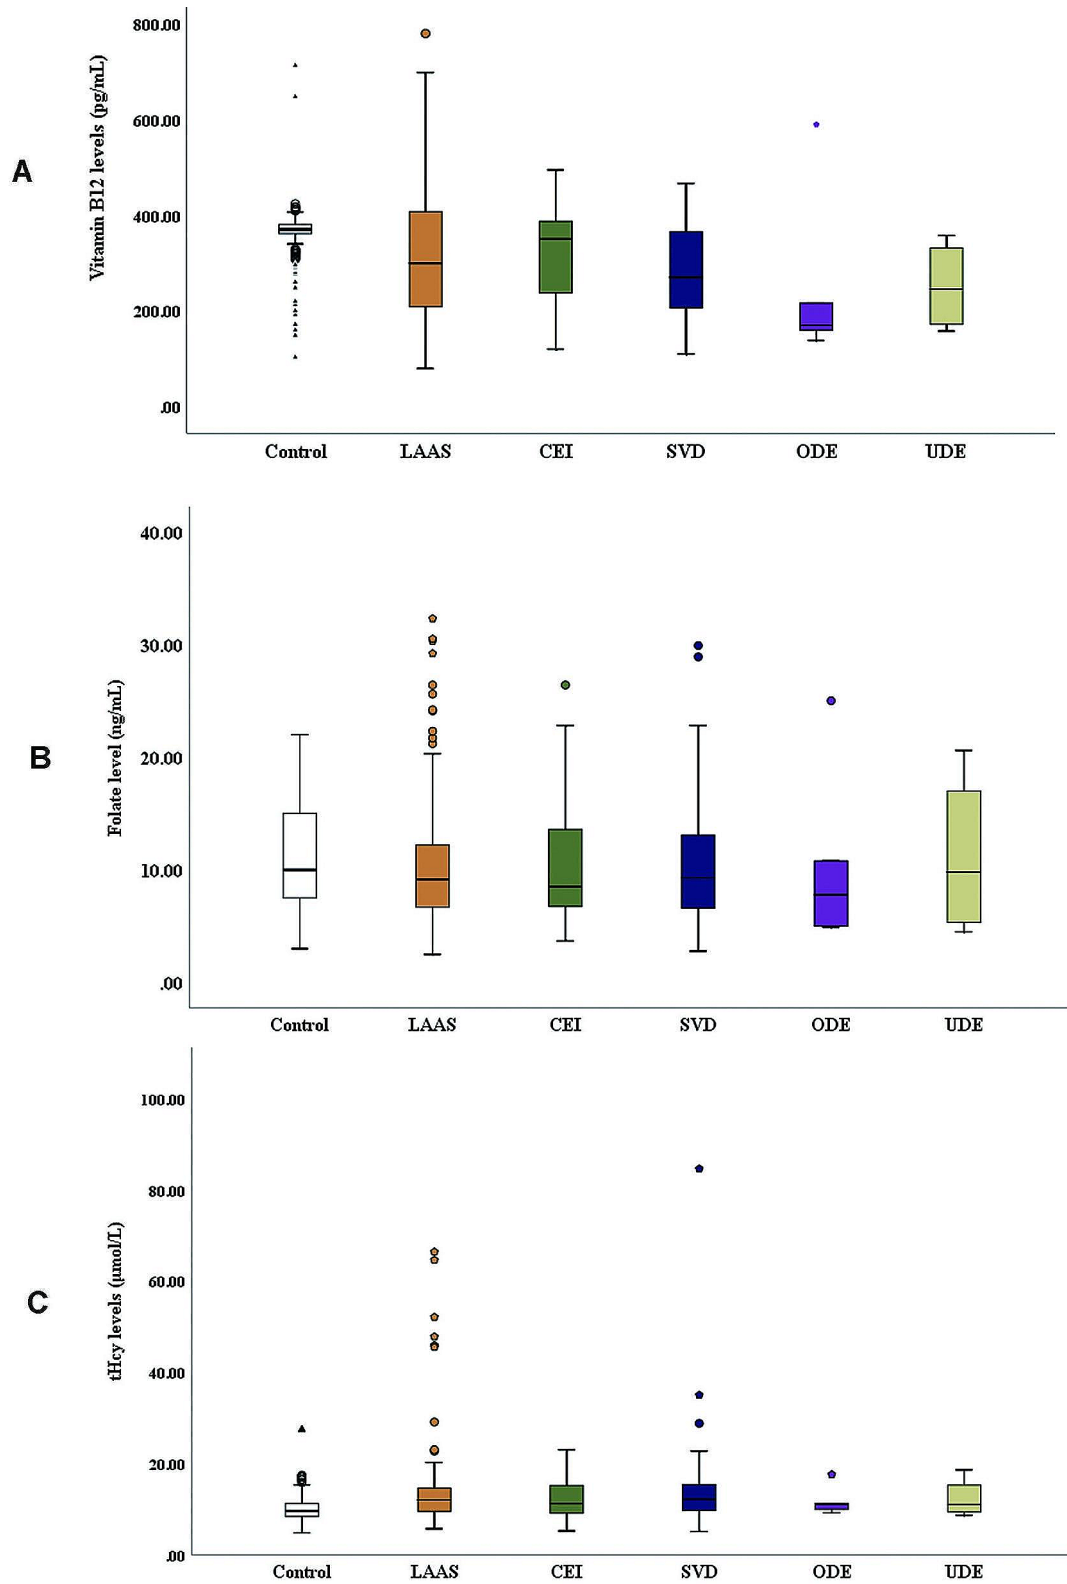 A
Vitamin B12 levels (pg/mL)
800.00
600.00
400.00
200.00
.00
Control LAAS CEI SVD ODE UDE
B
Folate level (ng/mL)
40.00
30.00
20.00
10.00
.00
Control LAAS CEI SVD ODE UDE
C
tHcy levels (µmol/L)
100.00
80.00
60.00
40.00
20.00
.00
Control LAAS CEI SVD ODE UDE